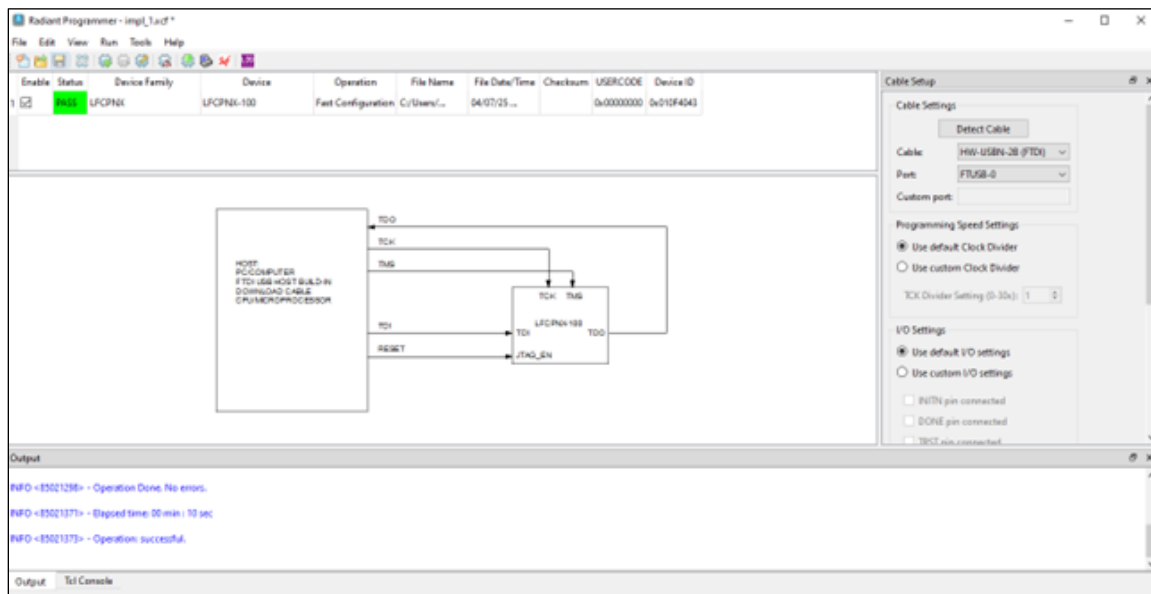 Radiant Programmer - impl_1.xcf *
File Edit View Run Tools Help
Enable Status Device Family Device Operation File Name File Date/Time Checksum USERCODE Device ID
1 PASS LFCPNX LFCPNX-100 Fast Configuration C:/Users/... 04/07/25 ... 0x00000000 0x010F4043
Cable Setup
Cable Settings
Detect Cable
Cable: HW-USBN-2B (FTDI)
Port: FTUSB-0
Custom port:
Programming Speed Settings
Use default Clock Divider
Use custom Clock Divider
TCK Divider Setting (0-30x): 1
I/O Settings
Use default I/O settings
Use custom I/O settings
INITN pin connected
DONE pin connected
TRST pin connected
TDO
TCK
TMS
HOST:
PC/COMPUTER
FTDI USB HOST BUILD-IN
DOWNLOAD CABLE
CPU/MICROPROCESSOR
TCK TMS
LFCPNX-100
TDI
TDI TDO
RESET
JTAG_EN
Output
INFO <85021298> - Operation Done. No errors.
INFO <85021371> - Elapsed time: 00 min : 10 sec
INFO <85021373> - Operation: successful.
Output Tcl Console